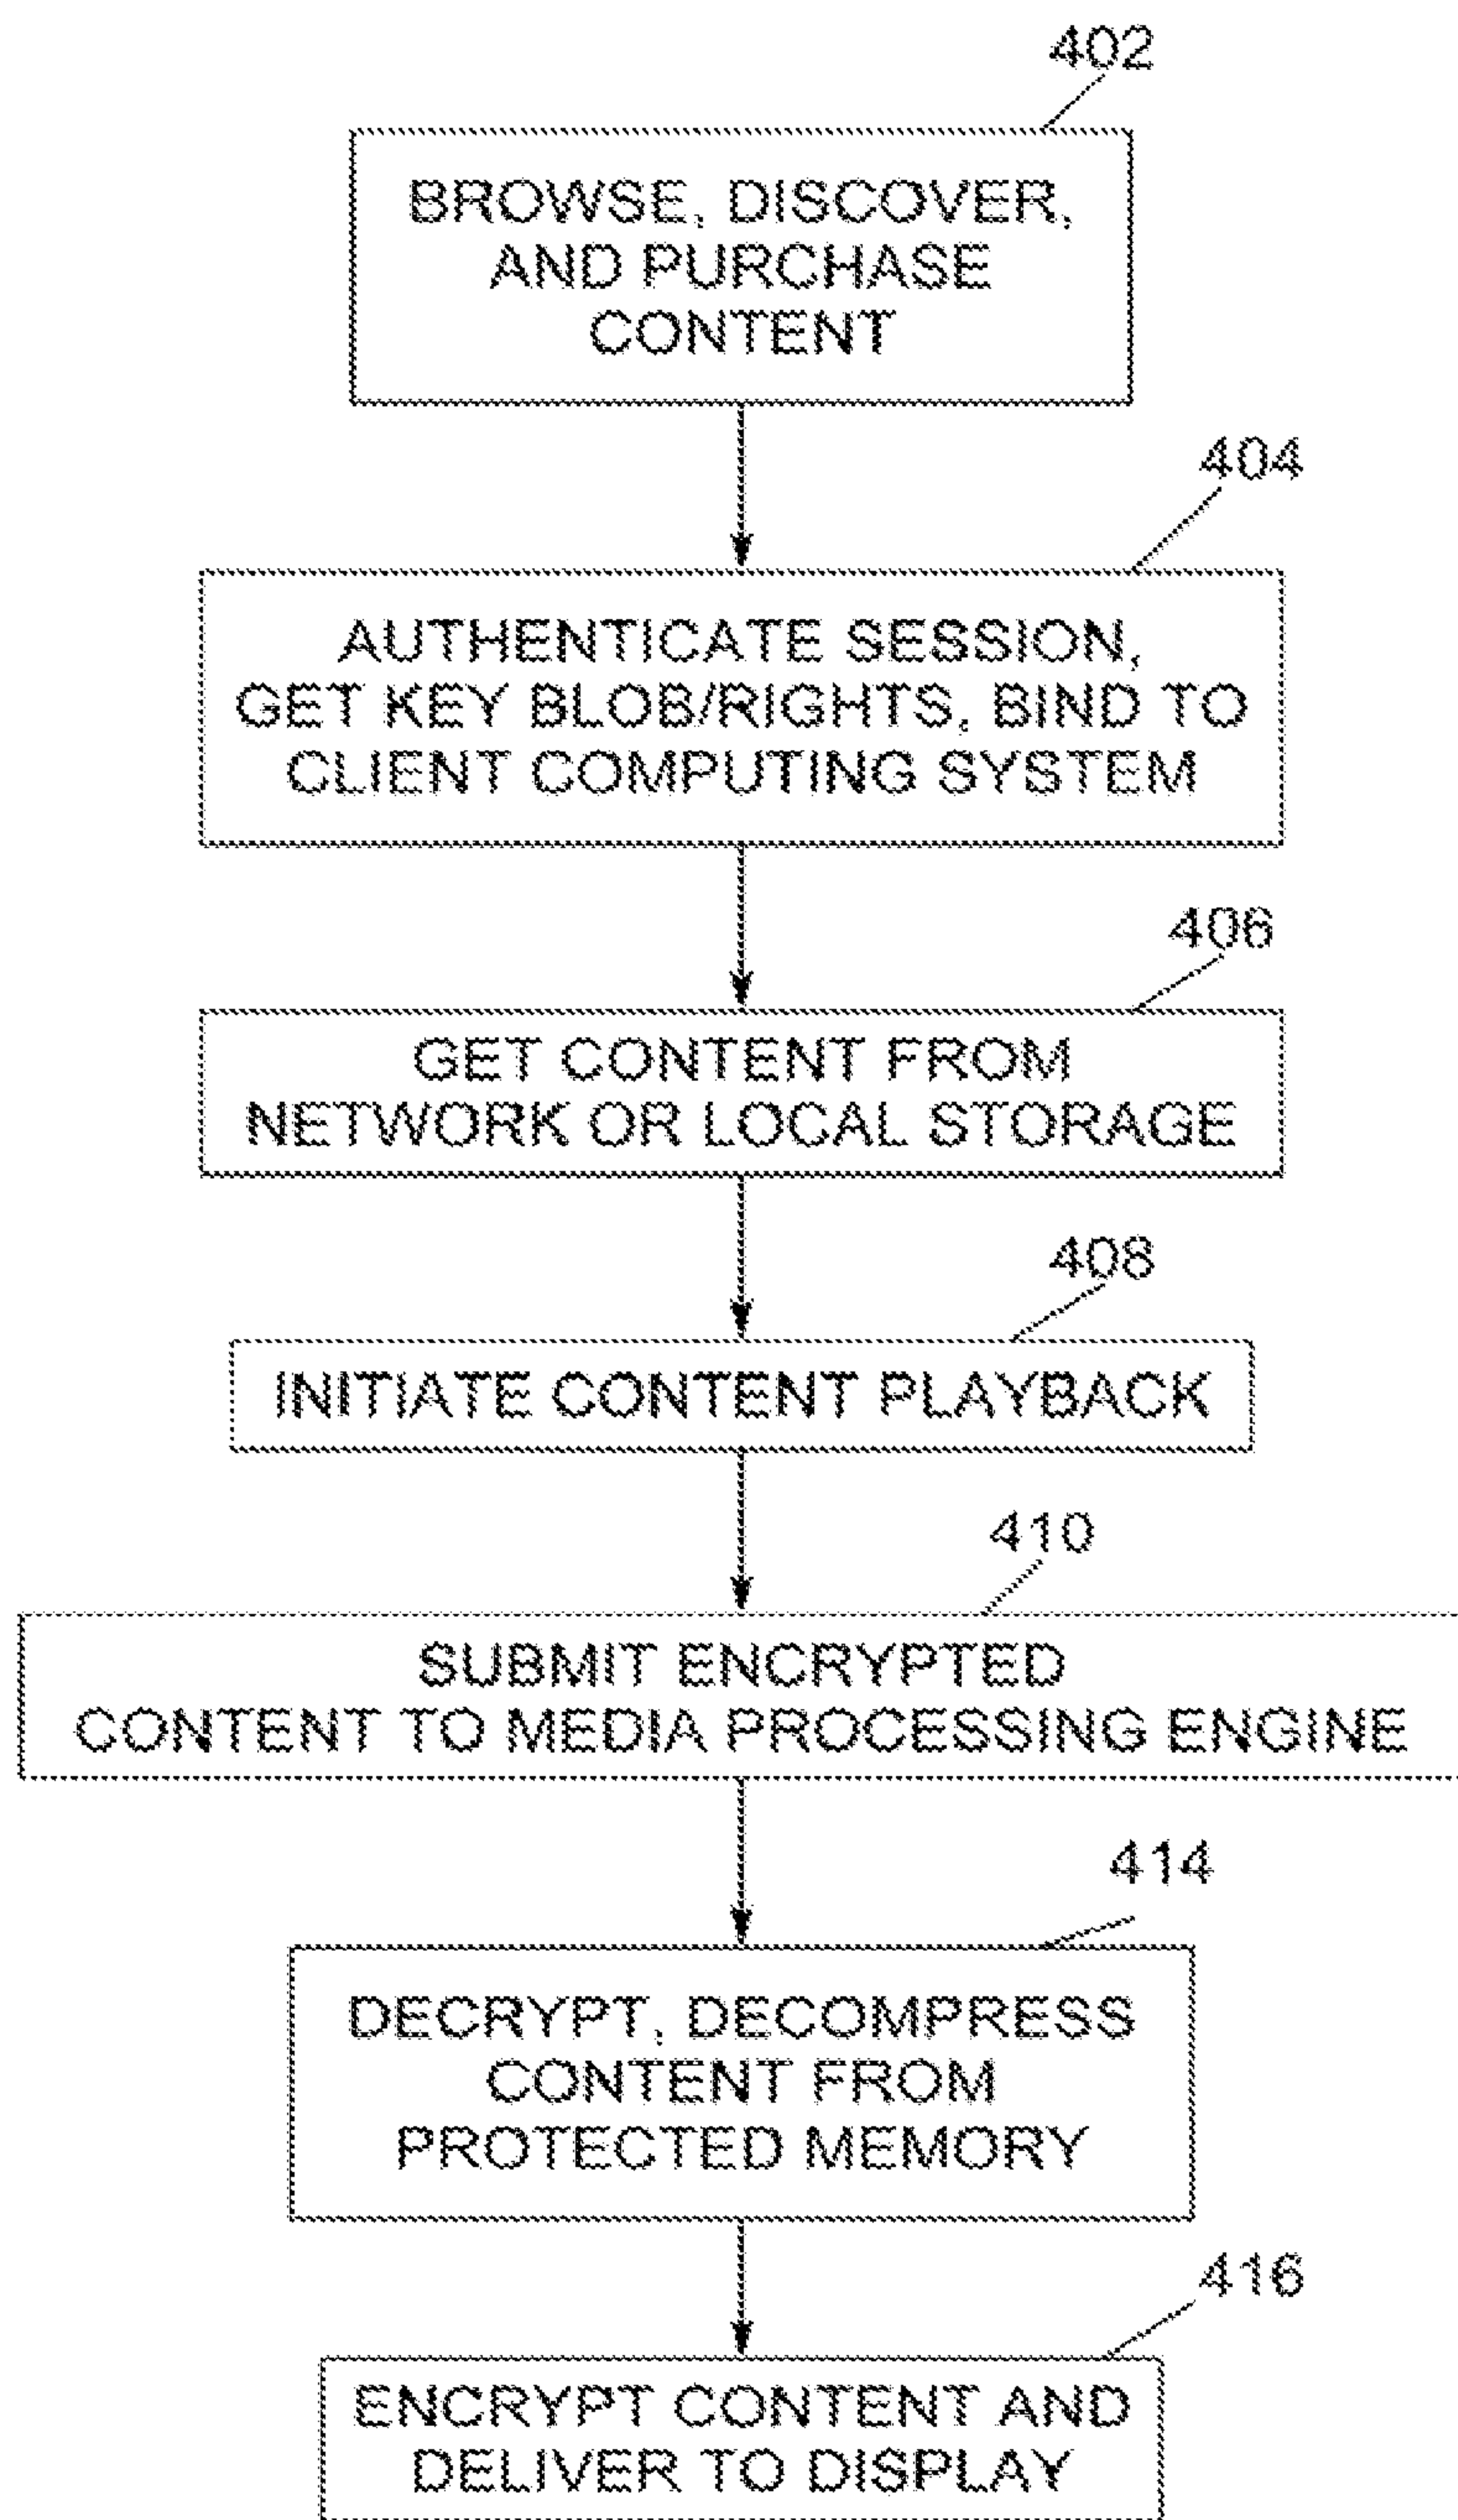 402
BROWSE, DISCOVER,
AND PURCHASE
CONTENT
404
AUTHENTICATE SESSION,
GET KEY BLOB/RIGHTS, BIND TO
CLIENT COMPUTING SYSTEM
406
GET CONTENT FROM
NETWORK OR LOCAL STORAGE
408
INITIATE CONTENT PLAYBACK
410
SUBMIT ENCRYPTED
CONTENT TO MEDIA PROCESSING ENGINE
414
DECRYPT, DECOMPRESS
CONTENT FROM
PROTECTED MEMORY
416
ENCRYPT CONTENT AND
DELIVER TO DISPLAY